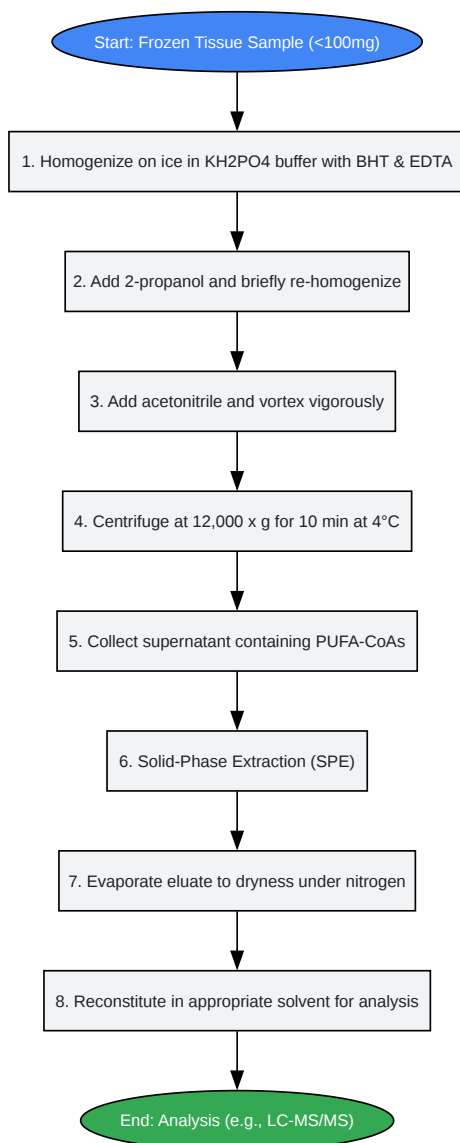 Start: Frozen Tissue Sample (<100mg)
1. Homogenize on ice in KH2PO4 buffer with BHT & EDTA
2. Add 2-propanol and briefly re-homogenize
3. Add acetonitrile and vortex vigorously
4. Centrifuge at 12,000 x g for 10 min at 4°C
5. Collect supernatant containing PUFA-CoAs
6. Solid-Phase Extraction (SPE)
7. Evaporate eluate to dryness under nitrogen
8. Reconstitute in appropriate solvent for analysis
End: Analysis (e.g., LC-MS/MS)